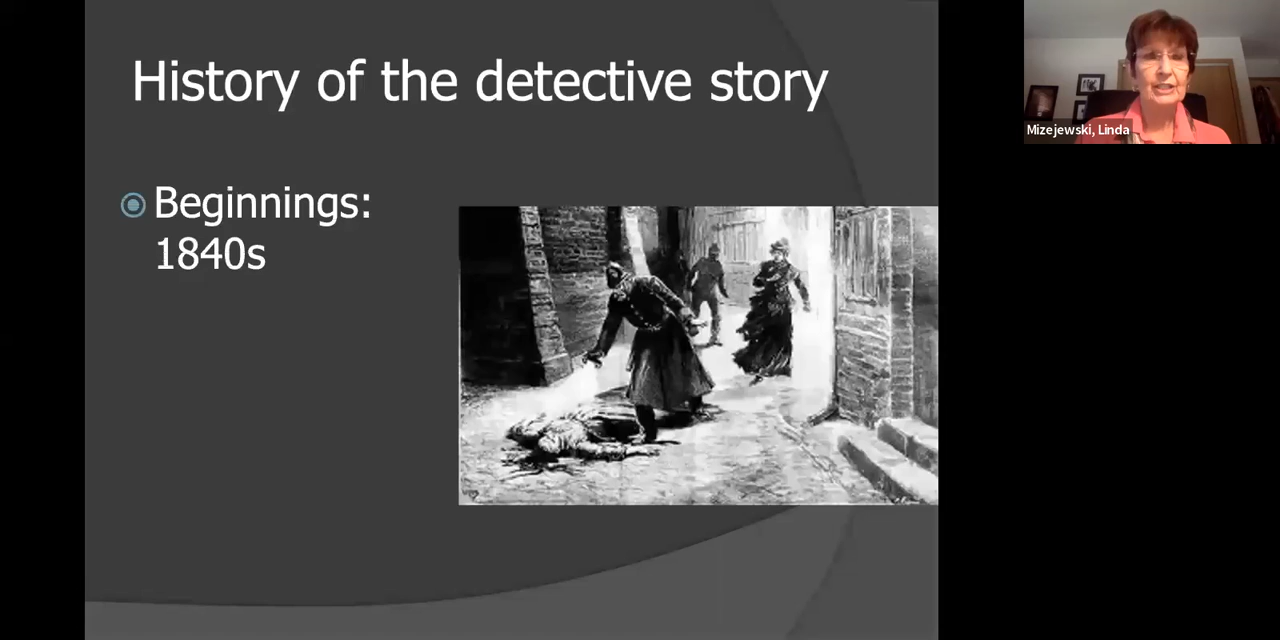 History of the detective story
Beginnings:
1840s
Mizejewski, Linda